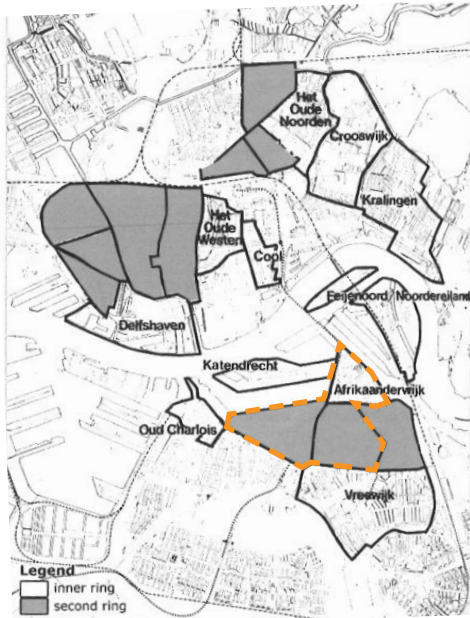 Het
Oude
Noorden
Crooswijk
Kralingen
Het
Oude
Westen
Cool
Feijenoord/Noordereiland
Delfshaven
Katendrecht
Afrikaanderwijk
Oud Charlois
Vreewijk
Legend
inner ring
second ring